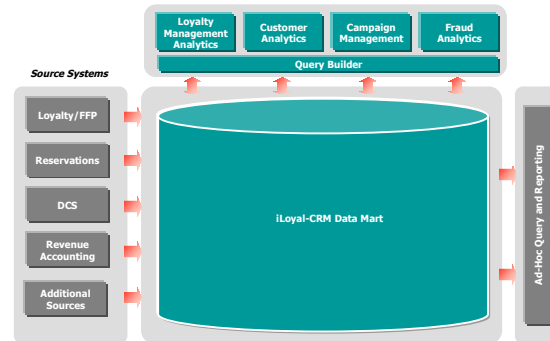 Loyalty
Management
Analytics
Customer
Analytics
Campaign
Management
Fraud
Analytics
Query Builder
Source Systems
Loyalty/FFP
Reservations
DCS
Revenue
Accounting
Additional
Sources
iLoyal-CRM Data Mart
Ad-Hoc Query and Reporting